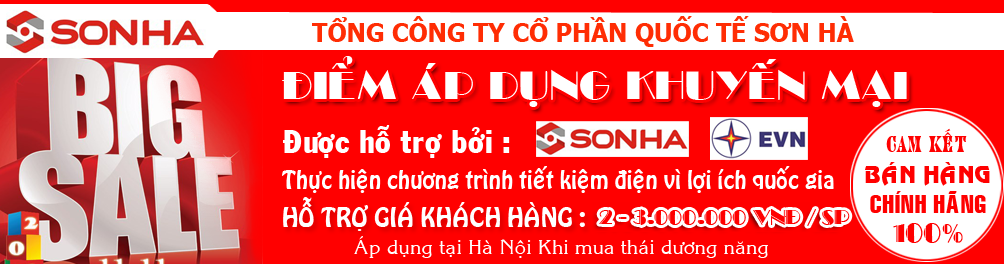 SONHA
TỔNG CÔNG TY CỔ PHẦN QUỐC TẾ SƠN HÀ
BIG
SALE
ĐIỂM ÁP DỤNG KHUYẾN MẠI
Được hỗ trợ bởi :
SONHA
EVN
Thực hiện chương trình tiết kiệm điện vì lợi ích quốc gia
HỖ TRỢ GIÁ KHÁCH HÀNG : 2-3.000.000 VNĐ/SP
Áp dụng tại Hà Nội Khi mua thái dương năng
CAM KẾT
BÁN HÀNG
CHÍNH HÃNG
100%
2
0